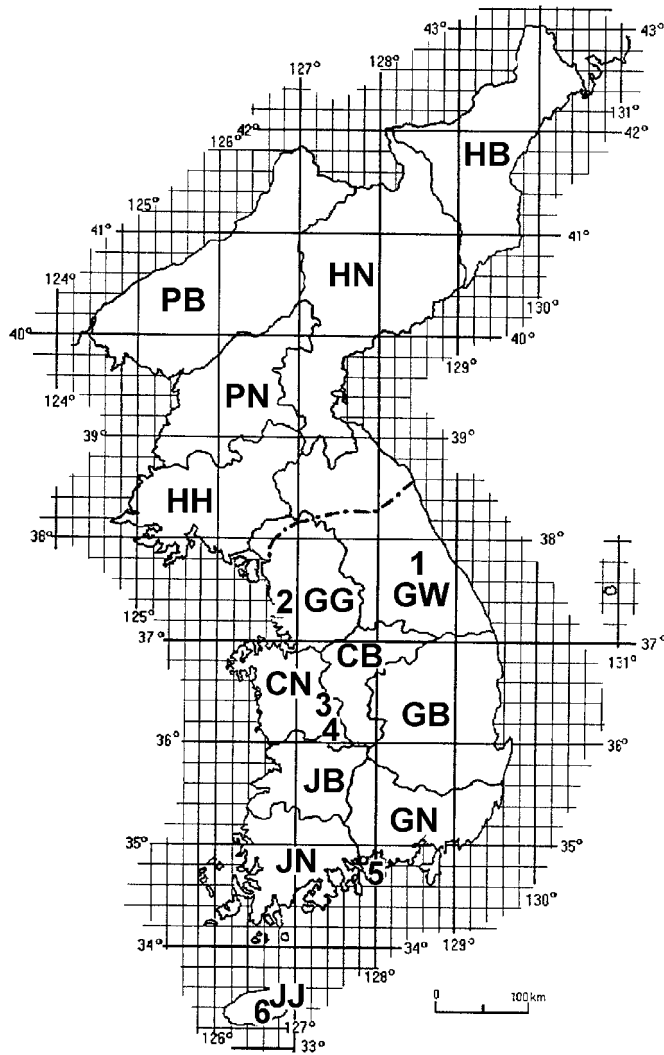 43° 43°
127° 128°
131°
42° 42°
126°
HB
125°
41° 41°
124° HN
PB 130°
40° 40°
129°
124° PN
39° 39°
HH
38° 38°
1
2 GG GW
125°
37° 37°
CB 131°
CN
3 GB
36° 4 36°
JB
GN
35° 35°
JN
5
130°
34° 34° 129°
128°
JJ
6 0 100km
126° 127°
33°